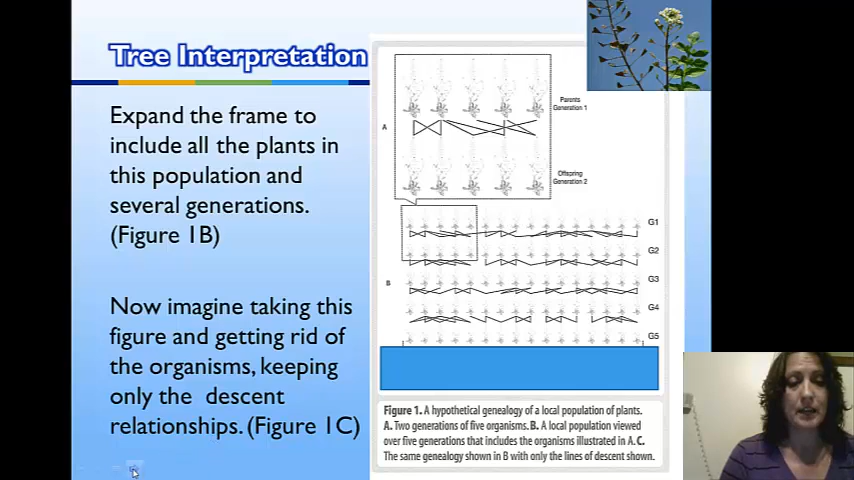 Tree Interpretation
Expand the frame to
include all the plants in
this population and
several generations.
(Figure 1B)
Now imagine taking this
figure and getting rid of
the organisms, keeping
only the descent
relationships. (Figure 1C)
A
Parents
Generation 1
Offspring
Generation 2
B
G1
G2
G3
G4
G5
Figure 1. A hypothetical genealogy of a local population of plants.
A. Two generations of five organisms. B. A local population viewed
over five generations that includes the organisms illustrated in A. C.
The same genealogy shown in B with only the lines of descent shown.